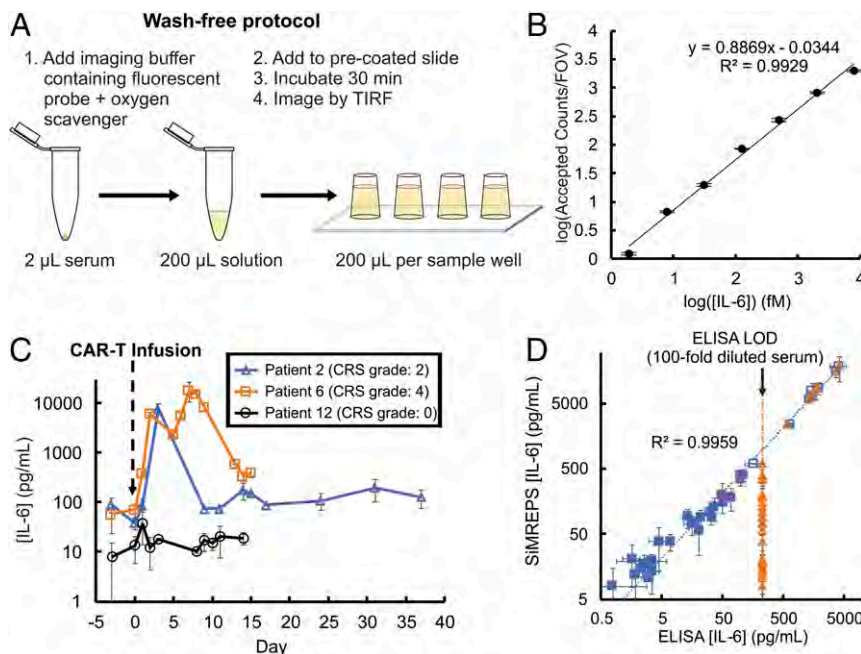 A
Wash-free protocol
1. Add imaging buffer
containing fluorescent
probe + oxygen
scavenger
2. Add to pre-coated slide
3. Incubate 30 min
4. Image by TIRF
2 µL serum
200 µL solution
200 µL per sample well
B
y = 0.8869x - 0.0344
R² = 0.9929
log(Accepted Counts/FOV)
4
3.5
3
2.5
2
1.5
1
0.5
0
0 1 2 3 4
log([IL-6]) (fM)
C
CAR-T Infusion
Patient 2 (CRS grade: 2)
Patient 6 (CRS grade: 4)
Patient 12 (CRS grade: 0)
[IL-6] (pg/mL)
10000
1000
100
10
1
-5 0 5 10 15 20 25 30 35 40
Day
D
ELISA LOD
(100-fold diluted serum)
R² = 0.9959
SiMREPS [IL-6] (pg/mL)
5000
500
50
5
0.5 5 50 500 5000
ELISA [IL-6] (pg/mL)